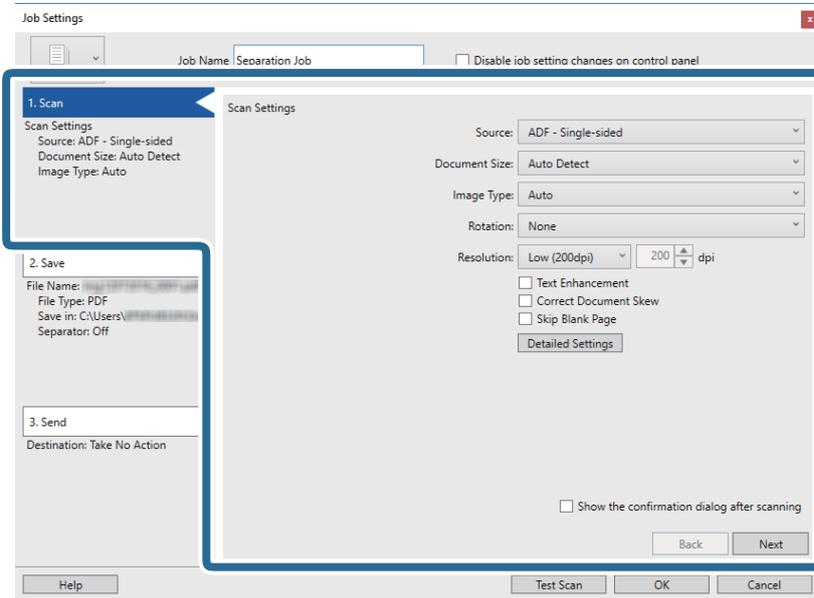 Job Settings
x
Job Name Separation Job Disable job setting changes on control panel
1. Scan
Scan Settings
Source: ADF - Single-sided
Document Size: Auto Detect
Image Type: Auto
2. Save
File Name:
File Type: PDF
Save in: C:\Users\
Separator: Off
3. Send
Destination: Take No Action
Scan Settings
Source: ADF - Single-sided
Document Size: Auto Detect
Image Type: Auto
Rotation: None
Resolution: Low (200dpi) 200 dpi
Text Enhancement
Correct Document Skew
Skip Blank Page
Detailed Settings
Show the confirmation dialog after scanning
Back Next
Help Test Scan OK Cancel